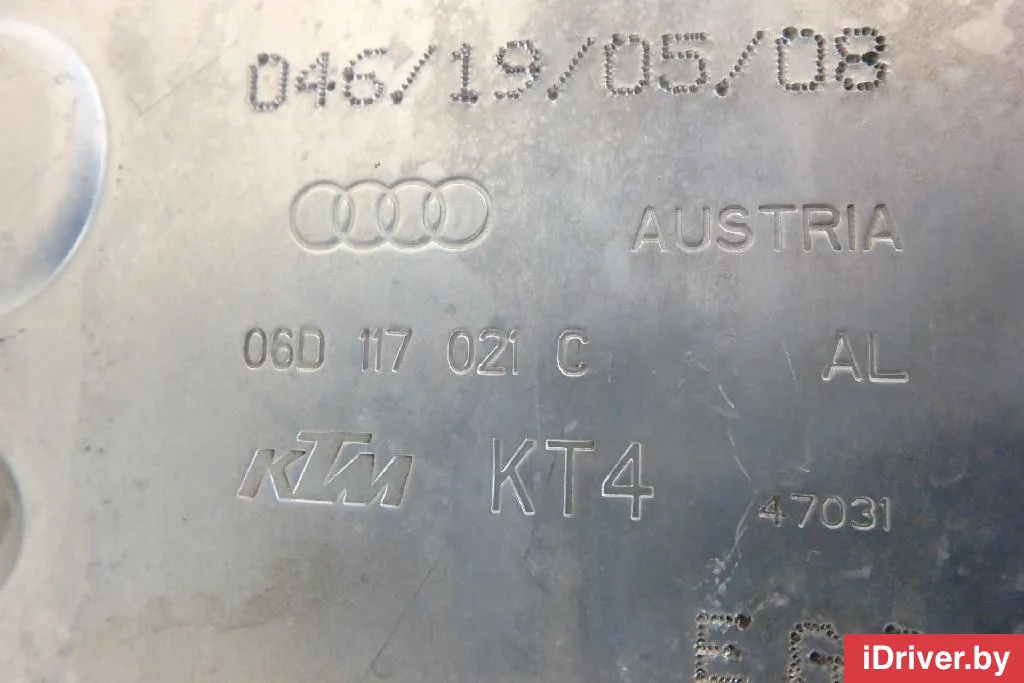 046/19/05/08
AUSTRIA
06D 117 021 C AL
KTM KT4 47031
iDriver.by